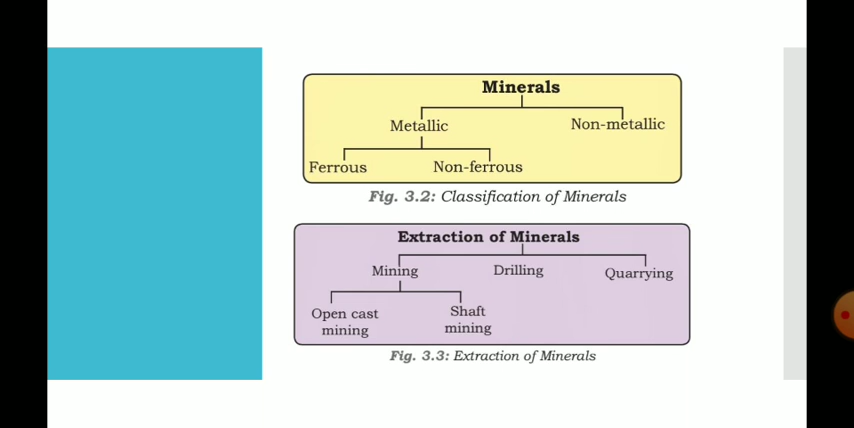 Minerals
Metallic
Non-metallic
Ferrous
Non-ferrous
Fig. 3.2: Classification of Minerals
Extraction of Minerals
Mining
Drilling
Quarrying
Open cast
mining
Shaft
mining
Fig. 3.3: Extraction of Minerals